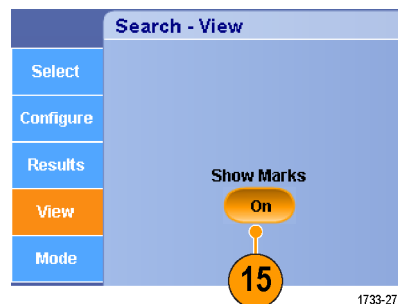 Search - View
Select
Configure
Results
View
Mode
Show Marks
On
15
1733-27